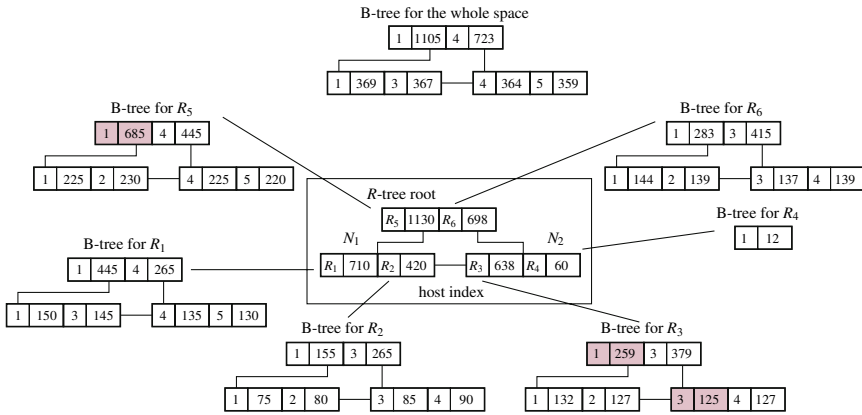 B-tree for the whole space
1 1105 4 723
1 369 3 367 4 364 5 359
B-tree for R5
1 685 4 445
1 225 2 230 4 225 5 220
B-tree for R6
1 283 3 415
1 144 2 139 3 137 4 139
R-tree root
R5 1130 R6 698
N1 N2
R1 710 R2 420 R3 638 R4 60
host index
B-tree for R4
1 12
B-tree for R1
1 445 4 265
1 150 3 145 4 135 5 130
B-tree for R2
1 155 3 265
1 75 2 80 3 85 4 90
B-tree for R3
1 259 3 379
1 132 2 127 3 125 4 127